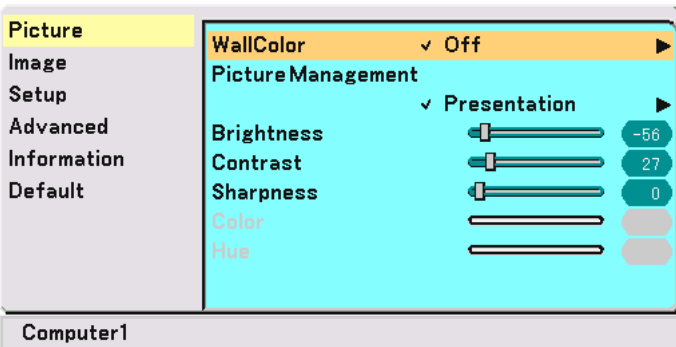 Picture
Image
Setup
Advanced
Information
Default
WallColor ✓ Off ▶
Picture Management
✓ Presentation ▶
Brightness -56
Contrast 27
Sharpness 0
Color
Hue
Computer1